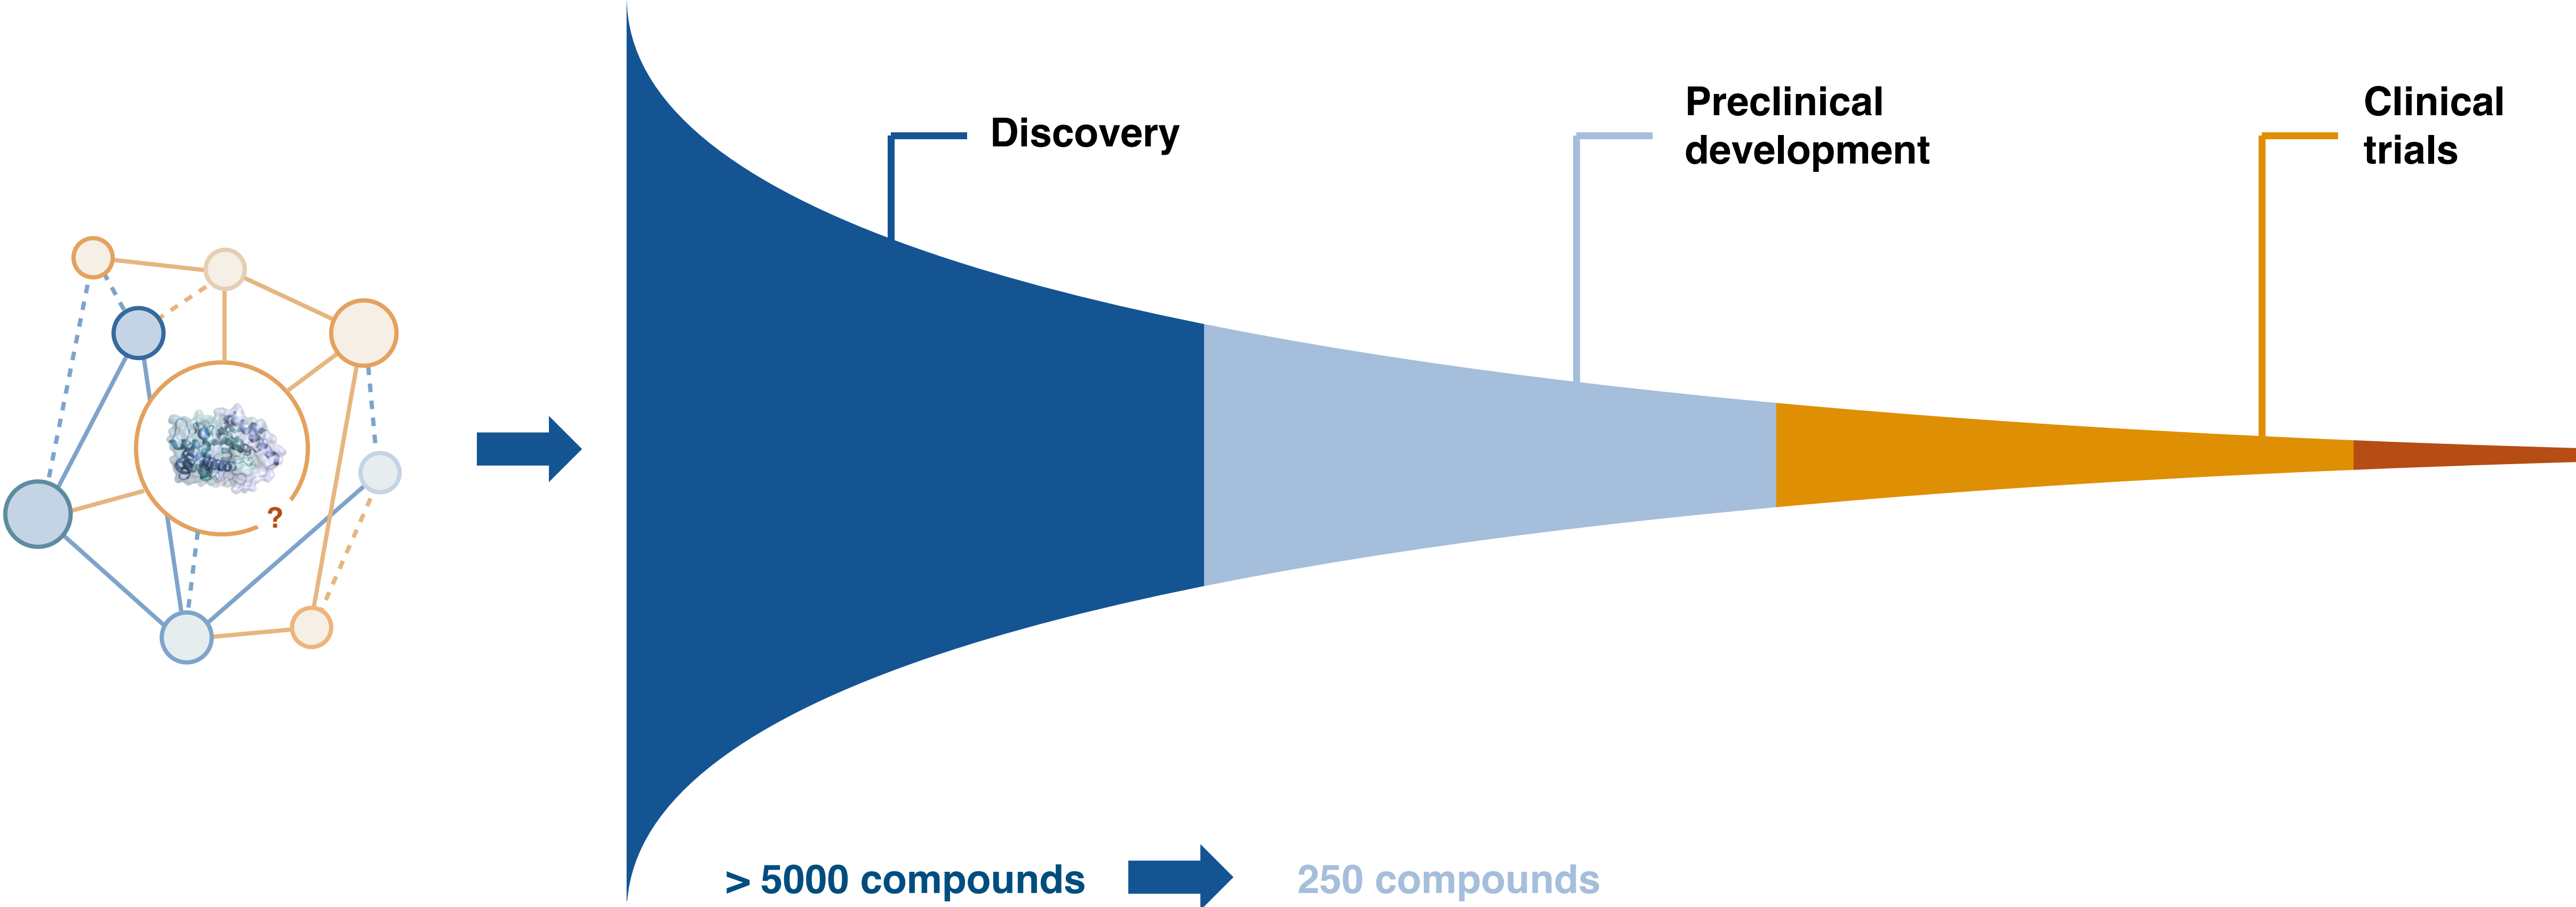 Discovery
Preclinical
development
Clinical
trials
?
> 5000 compounds
250 compounds